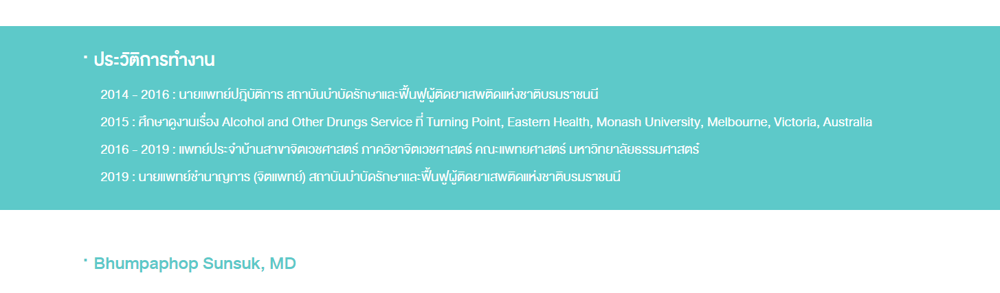 · ประวัติการทำงาน
2014 - 2016 : นายแพทย์ปฏิบัติการ สถาบันบำบัดรักษาและฟื้นฟูผู้ติดยาเสพติดแห่งชาติบรมราชนนี
2015 : ศึกษาดูงานเรื่อง Alcohol and Other Drungs Service ที่ Turning Point, Eastern Health, Monash University, Melbourne, Victoria, Australia
2016 - 2019 : แพทย์ประจำบ้านสาขาจิตเวชศาสตร์ ภาควิชาจิตเวชศาสตร์ คณะแพทยศาสตร์ มหาวิทยาลัยธรรมศาสตร์
2019 : นายแพทย์ชำนาญการ (จิตแพทย์) สถาบันบำบัดรักษาและฟื้นฟูผู้ติดยาเสพติดแห่งชาติบรมราชนนี
· Bhumpaphop Sunsuk, MD